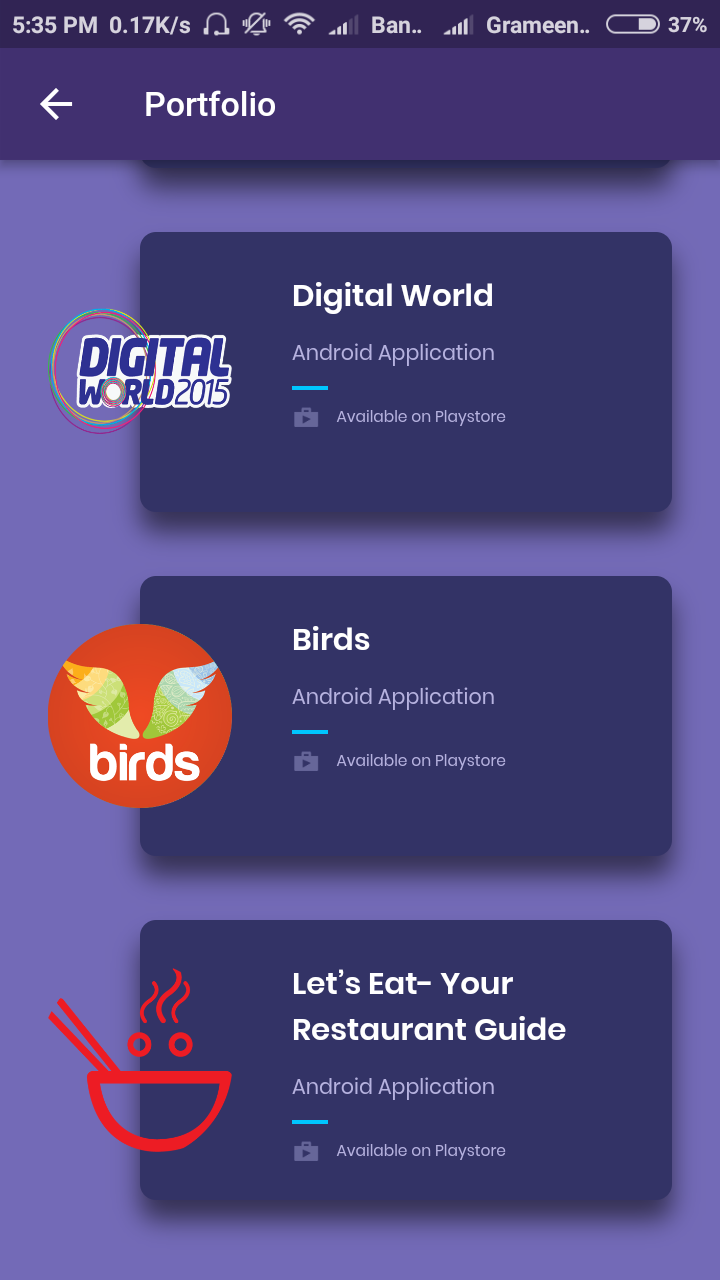 5:35 PM 0.17K/s Ban.. Grameen.. 37%
Portfolio
Digital World
DIGITAL
WORLD2015
Android Application
Available on Playstore
Birds
birds
Android Application
Available on Playstore
Let’s Eat- Your
Restaurant Guide
Android Application
Available on Playstore